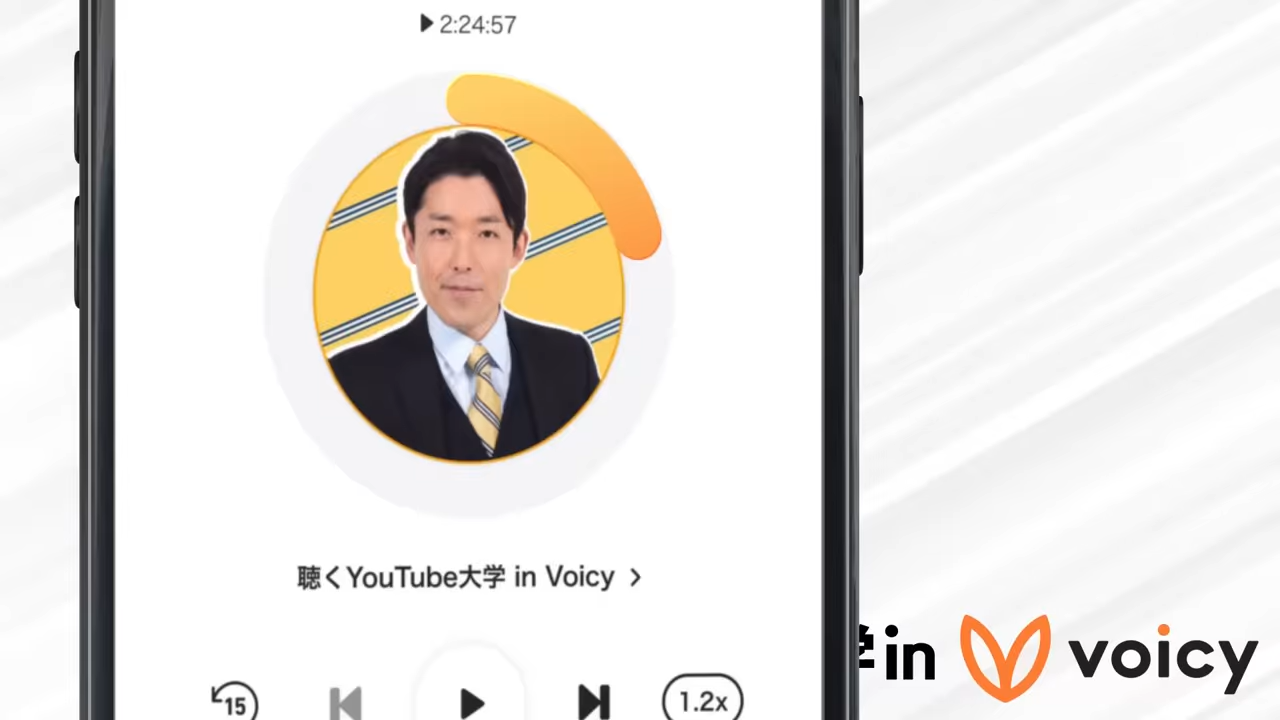 2:24:57
聴くYouTube大学 in Voicy
15
1.2x
in voicy